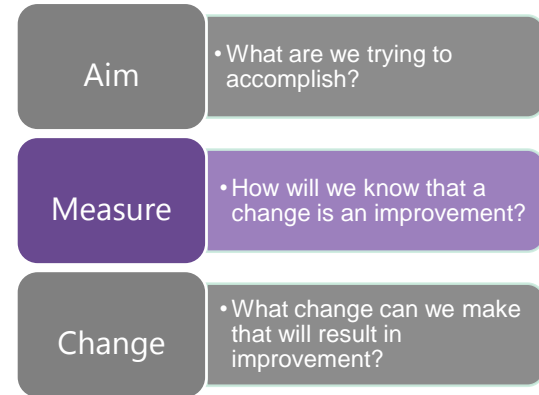 Aim
• What are we trying to
accomplish?
Measure
• How will we know that a
change is an improvement?
Change
• What change can we make
that will result in
improvement?